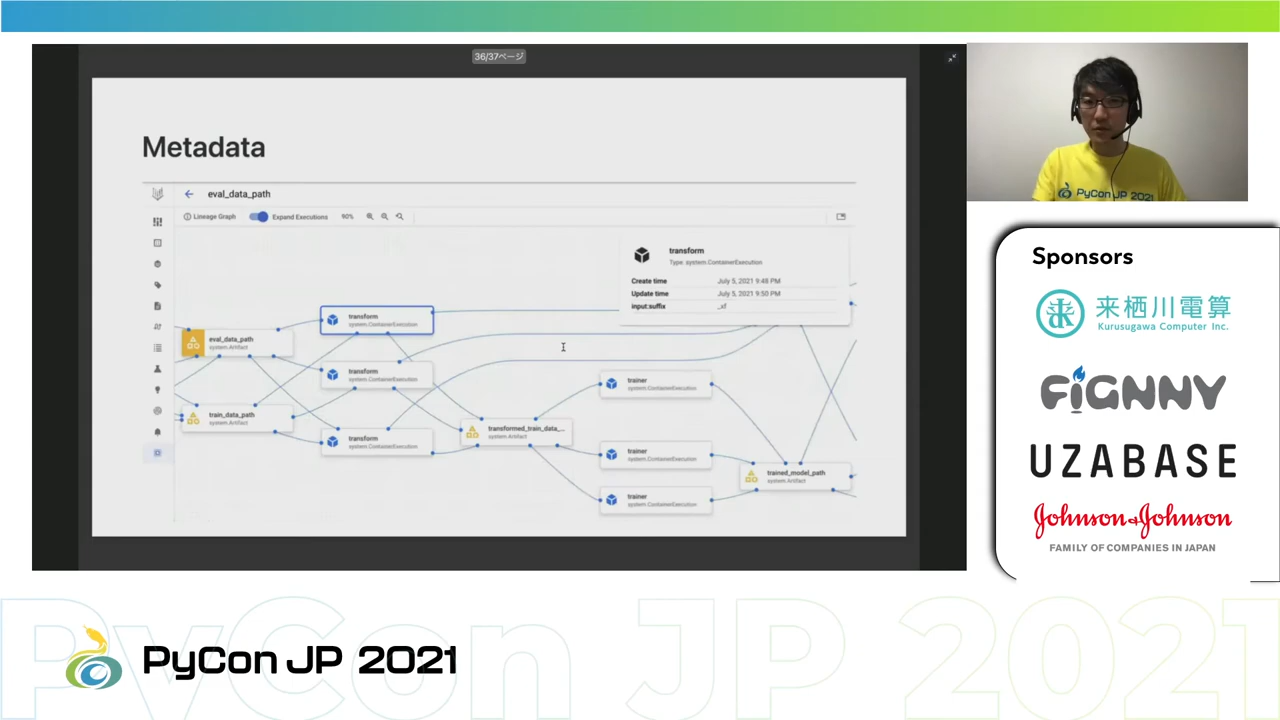 36/37ページ
Metadata
eval_data_path
Lineage Graph
Expand Executions
90%
transform
Type: system.ContainerExecution
Create time July 5, 2021 9:48 PM
Update time July 5, 2021 9:50 PM
input:suffix _xf
transform
system.ContainerExecution
eval_data_path
system.Artifact
transform
system.ContainerExecution
trainer
system.ContainerExecution
train_data_path
system.Artifact
transformed_train_data_...
system.Artifact
transform
system.ContainerExecution
trainer
system.ContainerExecution
trained_model_path
system.Artifact
trainer
system.ContainerExecution
PyCon JP 2021
Sponsors
来栖川電算
Kurusugawa Computer Inc.
FiGNNY
UZABASE
Johnson & Johnson
FAMILY OF COMPANIES IN JAPAN
PyCon JP 2021
PyCon JP 2021